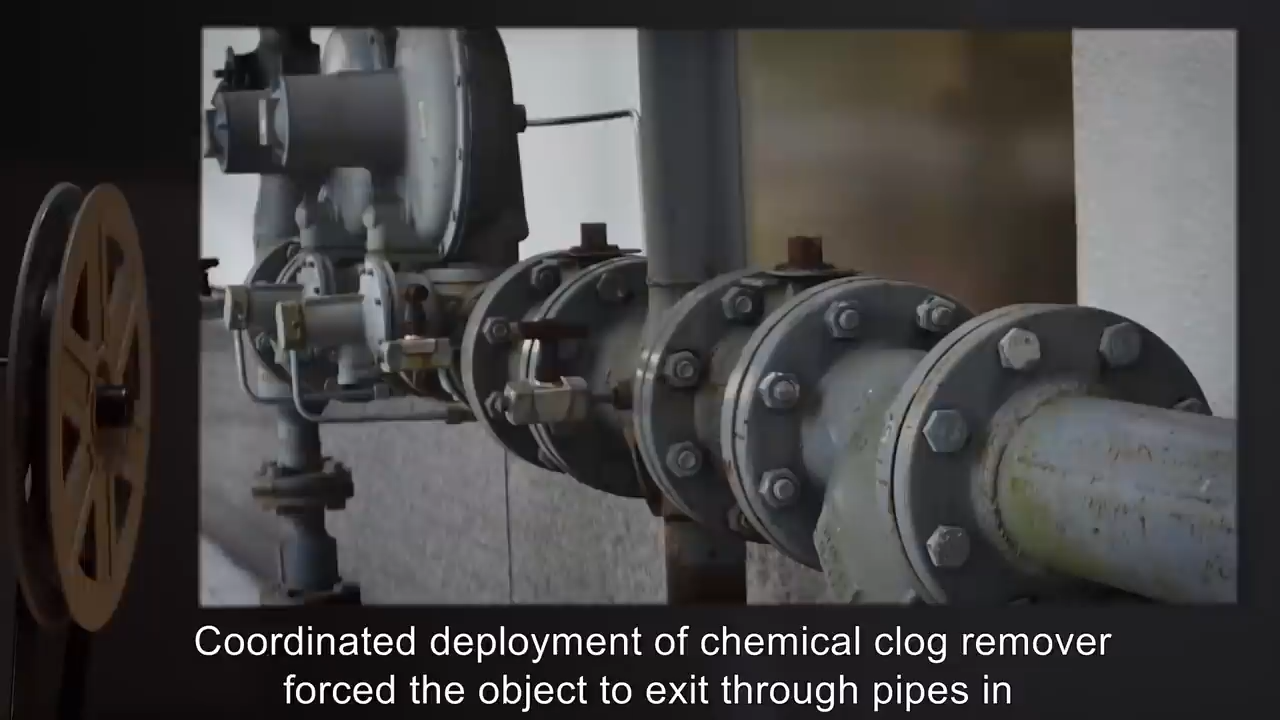 Coordinated deployment of chemical clog remover
forced the object to exit through pipes in